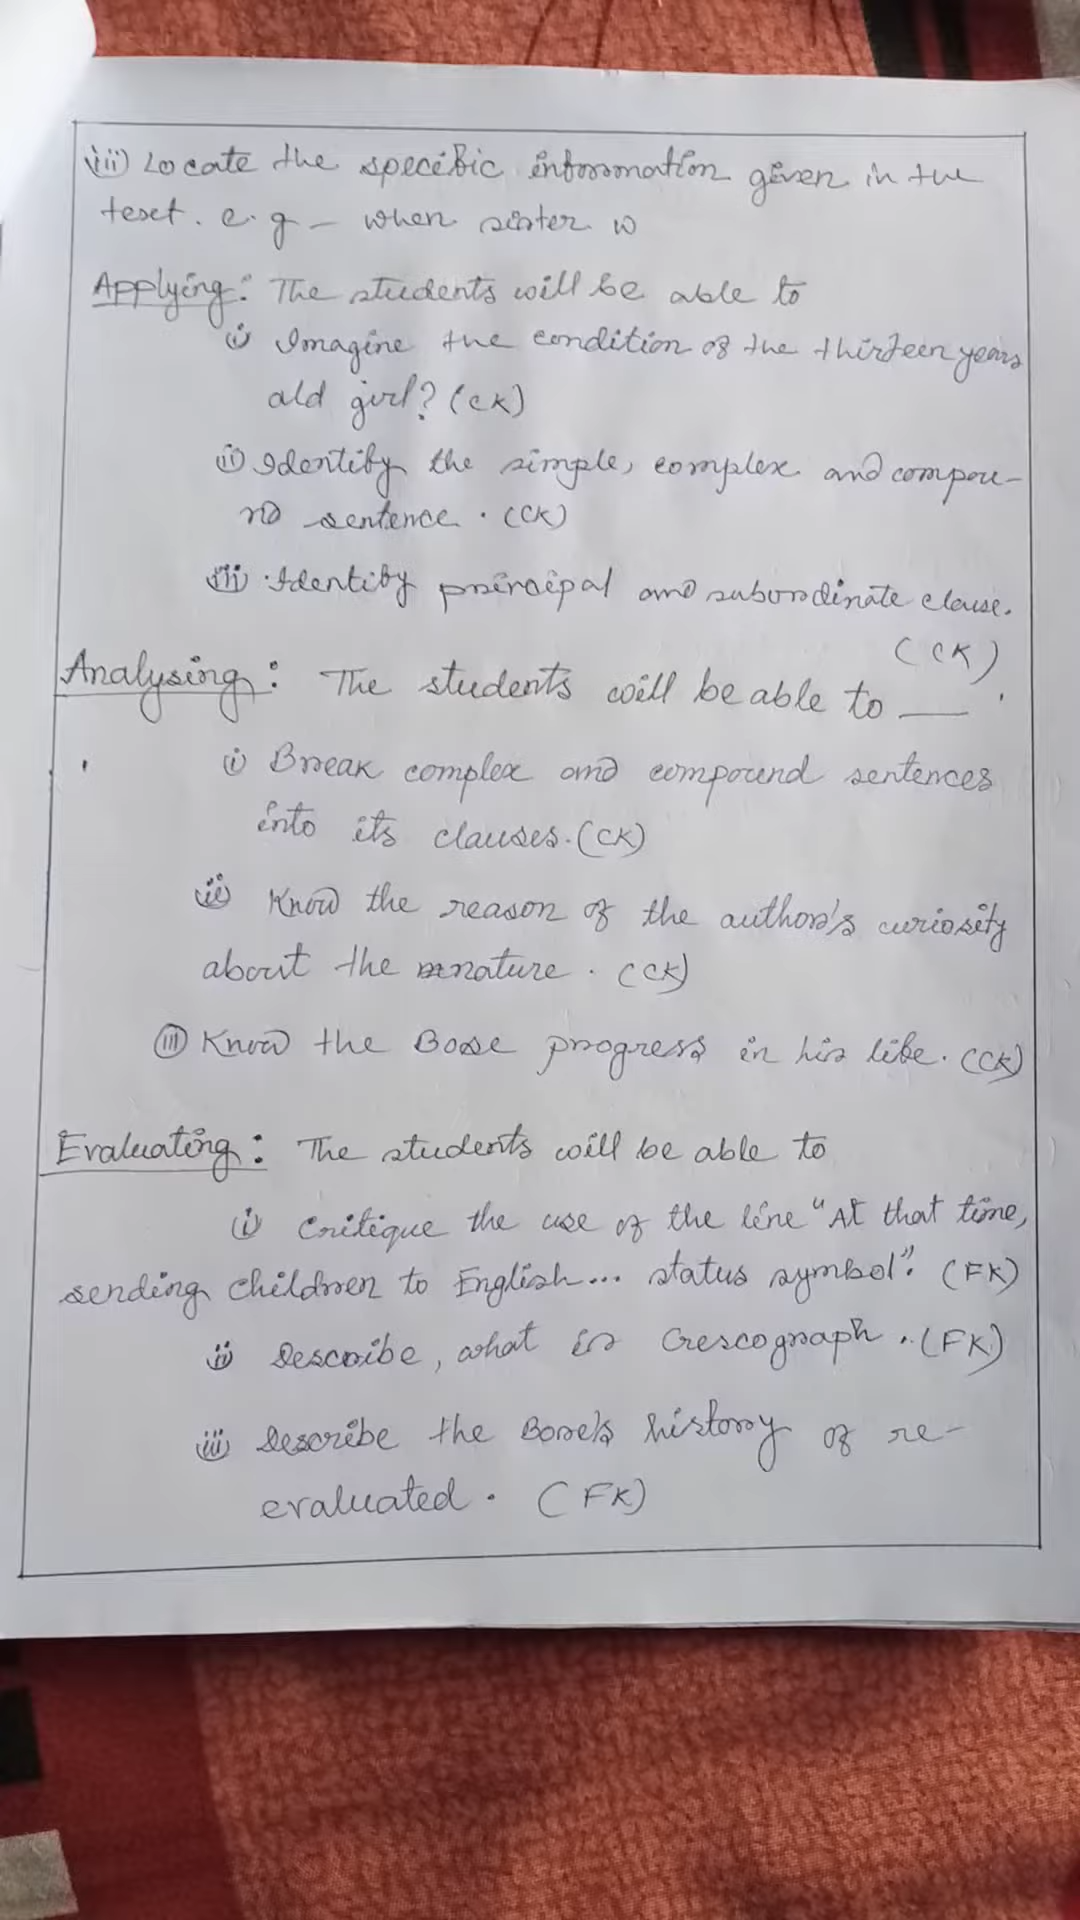 iii) Locate the specific information given in the
text. e.g - when sister w
Applying: The students will be able to
i) Imagine the condition of the thirteen years
old girl? (CK)
ii) Identify the simple, complex and compou-
nd sentence. (CK)
iii) Identify principal and subordinate clause.
(CK)
Analysing: The students will be able to —
i) Break complex and compound sentences
into its clauses. (CK)
ii) Know the reason of the author's curiosity
about the nature. (CK)
iii) Know the Bose progress in his life. (CK)
Evaluating: The students will be able to
i) Critique the use of the line "At that time,
sending children to English... status symbol". (FK)
ii) Describe, what is Crescograph. (FK)
iii) Describe the Bose's history of re-
evaluated. (FK)